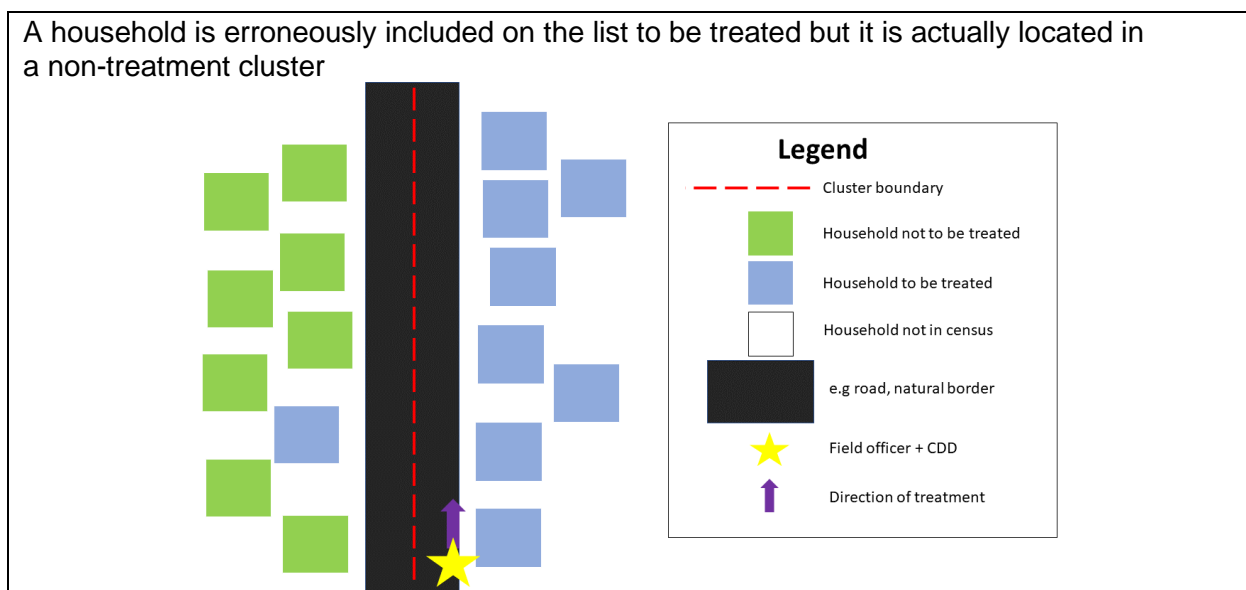 A household is erroneously included on the list to be treated but it is actually located in
a non-treatment cluster
Legend
Cluster boundary
Household not to be treated
Household to be treated
Household not in census
e.g road, natural border
Field officer + CDD
Direction of treatment